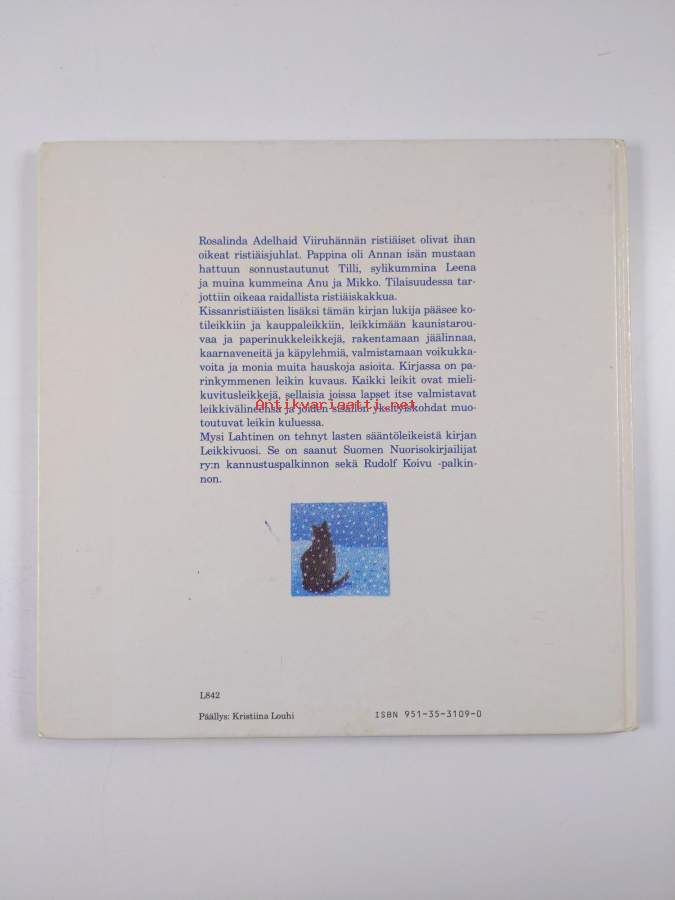 Rosalinda Adelhaid Viiruhännän ristiäiset olivat ihan
oikeat ristiäisjuhlat. Pappina oli Annan isän mustaan
hattuun sonnustautunut Tilli, sylikummina Leena
ja muina kummeina Anu ja Mikko. Tilaisuudessa tar-
jottiin oikeaa raidallista ristiäiskakkua.
Kissanristiäisten lisäksi tämän kirjan lukija pääsee ko-
tileikkiin ja kauppaleikkiin, leikkimään kaunistarou-
vaa ja paperinukkeleikkejä, rakentamaan jäälinnaa,
kaarnaveneitä ja käpylehmiä, valmistamaan voikukka-
voita ja monia muita hauskoja asioita. Kirjassa on pa-
rinkymmenen leikin kuvaus. Kaikki leikit ovat mieli-
kuvitusleikkejä, sellaisia joissa lapset itse valmistavat
Antikvariaatti.net
leikkivälineensä ja joiden sisällön yksityiskohdat muo-
toutuvat leikin kuluessa.
Mysi Lahtinen on tehnyt lasten sääntöleikeistä kirjan
Leikkivuosi. Se on saanut Suomen Nuorisokirjailijat
ry:n kannustuspalkinnon sekä Rudolf Koivu -palkin-
non.
L842
Päällys: Kristiina Louhi
ISBN 951-35-3109-0